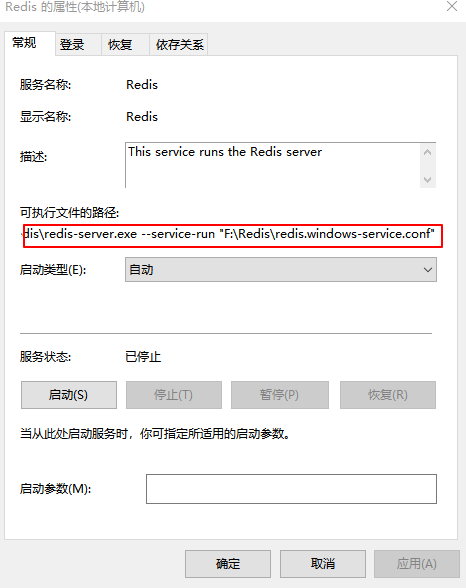 Redis 的属性(本地计算机)
常规 登录 恢复 依存关系
服务名称: Redis
显示名称: Redis
描述: This service runs the Redis server
可执行文件的路径:
dis\redis-server.exe --service-run "F:\Redis\redis.windows-service.conf"
启动类型(E): 自动
服务状态: 已停止
启动(S) 停止(T) 暂停(P) 恢复(R)
当从此处启动服务时，你可指定所适用的启动参数。
启动参数(M):
确定 取消 应用(A)